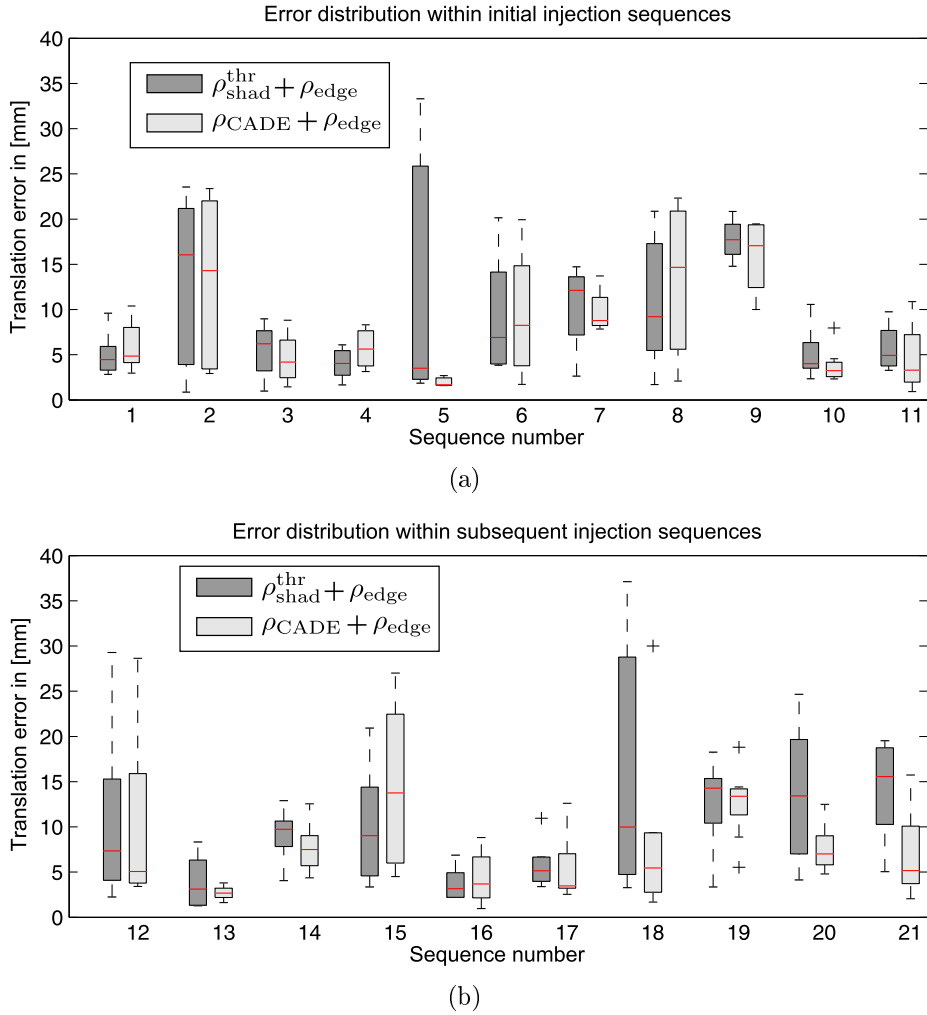 Error distribution within initial injection sequences
40
35
30
25
20
15
10
5
0
Translation error in [mm]
ρ_shad^thr + ρ_edge
ρ_CADE + ρ_edge
1 2 3 4 5 6 7 8 9 10 11
Sequence number
(a)
Error distribution within subsequent injection sequences
40
35
30
25
20
15
10
5
0
Translation error in [mm]
ρ_shad^thr + ρ_edge
ρ_CADE + ρ_edge
12 13 14 15 16 17 18 19 20 21
Sequence number
(b)